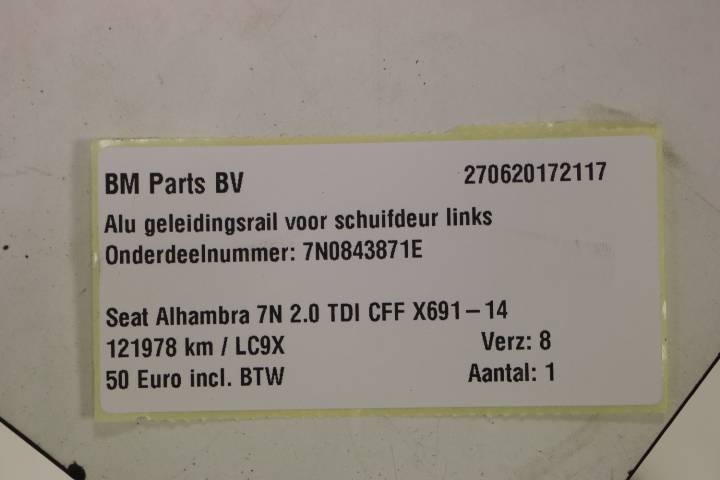 BM Parts BV 270620172117
Alu geleidingsrail voor schuifdeur links
Onderdeelnummer: 7N0843871E
Seat Alhambra 7N 2.0 TDI CFF X691-14
121978 km / LC9X Verz: 8
50 Euro incl. BTW Aantal: 1